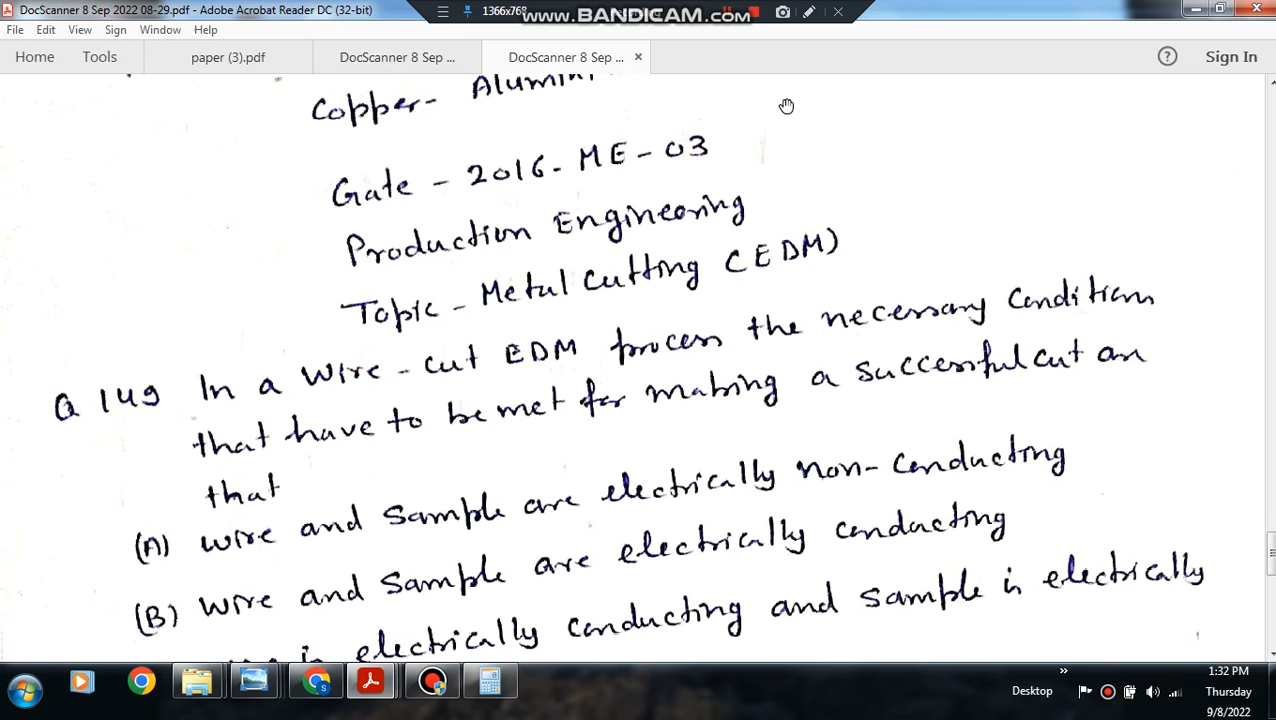 DocScanner 8 Sep 2022 08-29.pdf - Adobe Acrobat Reader DC (32-bit)
1366x768
www.BANDICAM.com
File Edit View Sign Window Help
Home Tools paper (3).pdf DocScanner 8 Sep ... DocScanner 8 Sep ... × Sign In
Copper-
Gate - 2016 - ME - 03
Production Engineering
Topic - Metal Cutting (EDM)
Q 149 In a Wire - cut EDM process the necessary conditions
that have to be met for making a successful cut are
that
(A) wire and sample are electrically non-conducting
(B) wire and sample are electrically conducting
is electrically conducting and sample is electrically
1:32 PM
Desktop
Thursday
9/8/2022